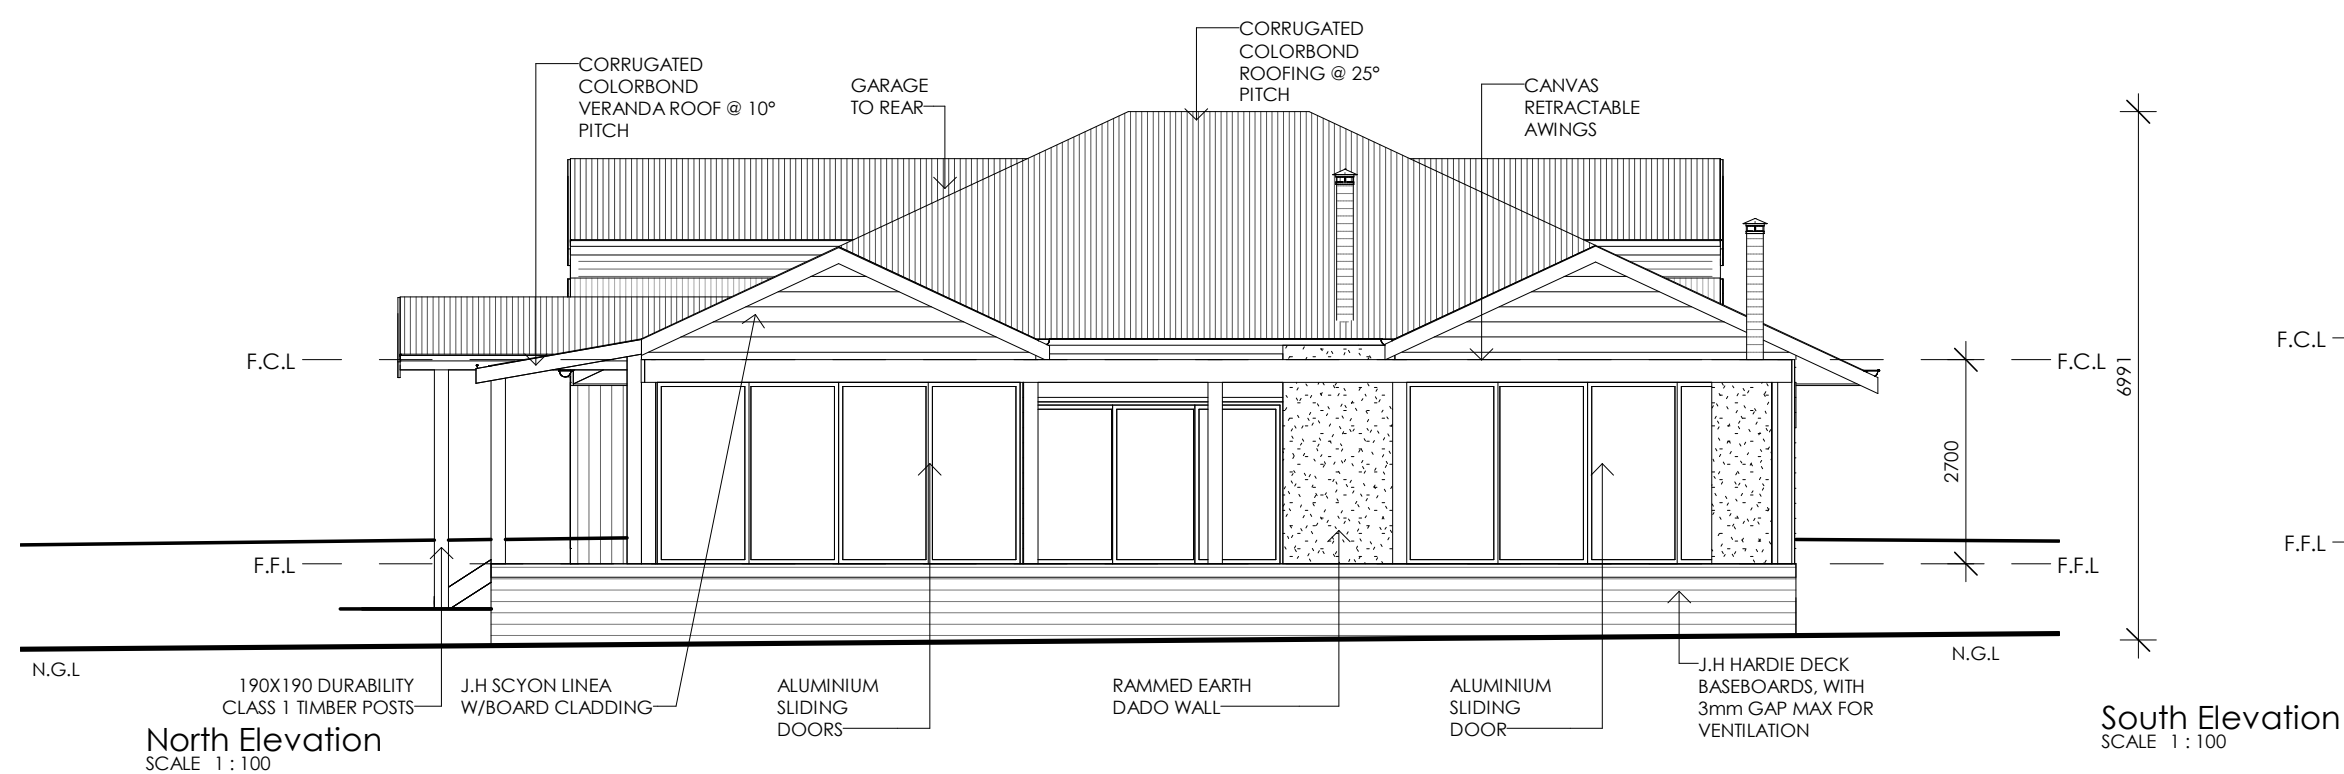 CORRUGATED
COLORBOND
VERANDA ROOF @ 10°
PITCH
GARAGE
TO REAR
CORRUGATED
COLORBOND
ROOFING @ 25°
PITCH
CANVAS
RETRACTABLE
AWINGS
F.C.L
F.C.L
F.C.L
6991
2700
F.F.L
F.F.L
F.F.L
N.G.L
N.G.L
190X190 DURABILITY
CLASS 1 TIMBER POSTS
J.H SCYON LINEA
W/BOARD CLADDING
ALUMINIUM
SLIDING
DOORS
RAMMED EARTH
DADO WALL
ALUMINIUM
SLIDING
DOOR
J.H HARDIE DECK
BASEBOARDS, WITH
3mm GAP MAX FOR
VENTILATION
North Elevation
SCALE 1 : 100
South Elevation
SCALE 1 : 100